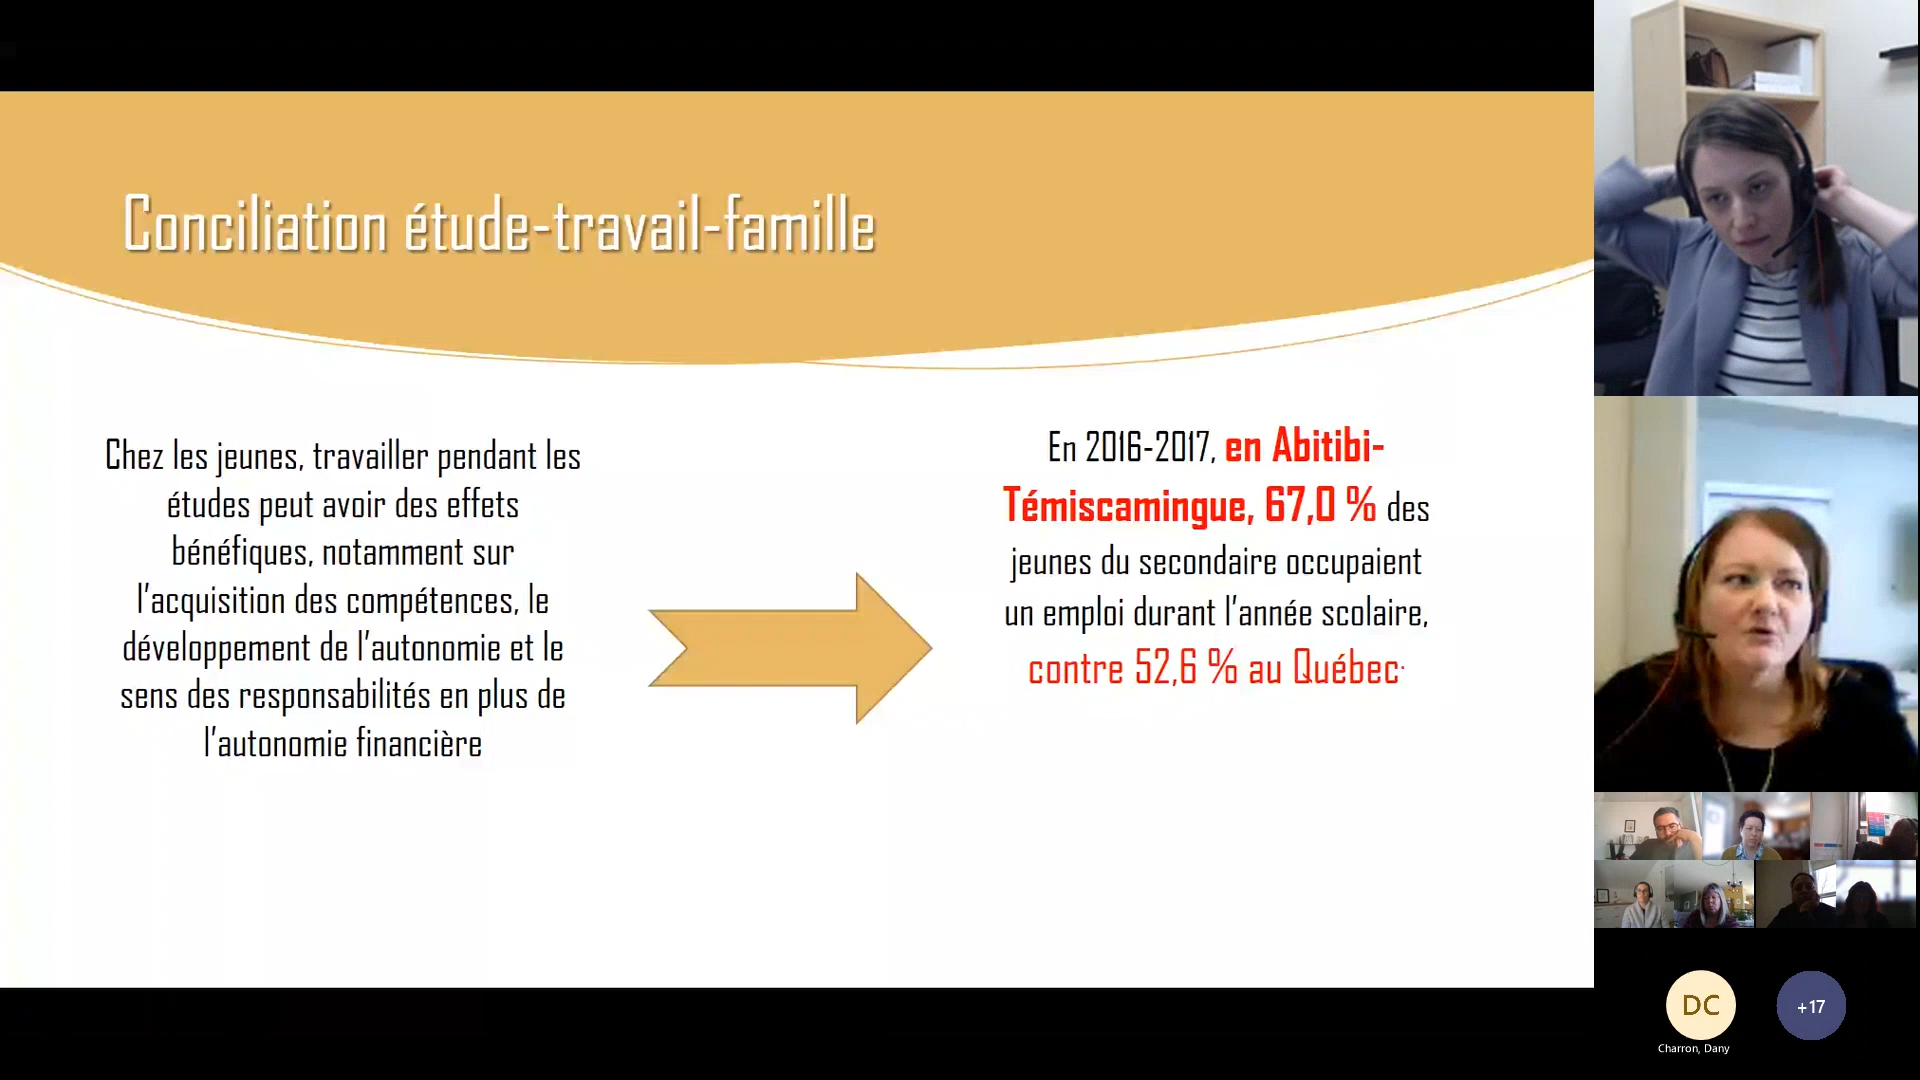 Conciliation étude-travail-famille
Chez les jeunes, travailler pendant les
études peut avoir des effets
bénéfiques, notamment sur
l'acquisition des compétences, le
développement de l'autonomie et le
sens des responsabilités en plus de
l'autonomie financière
En 2016-2017, en Abitibi-
Témiscamingue, 67,0 % des
jeunes du secondaire occupaient
un emploi durant l'année scolaire,
contre 52,6 % au Québec.
DC
+17
Charron, Dany